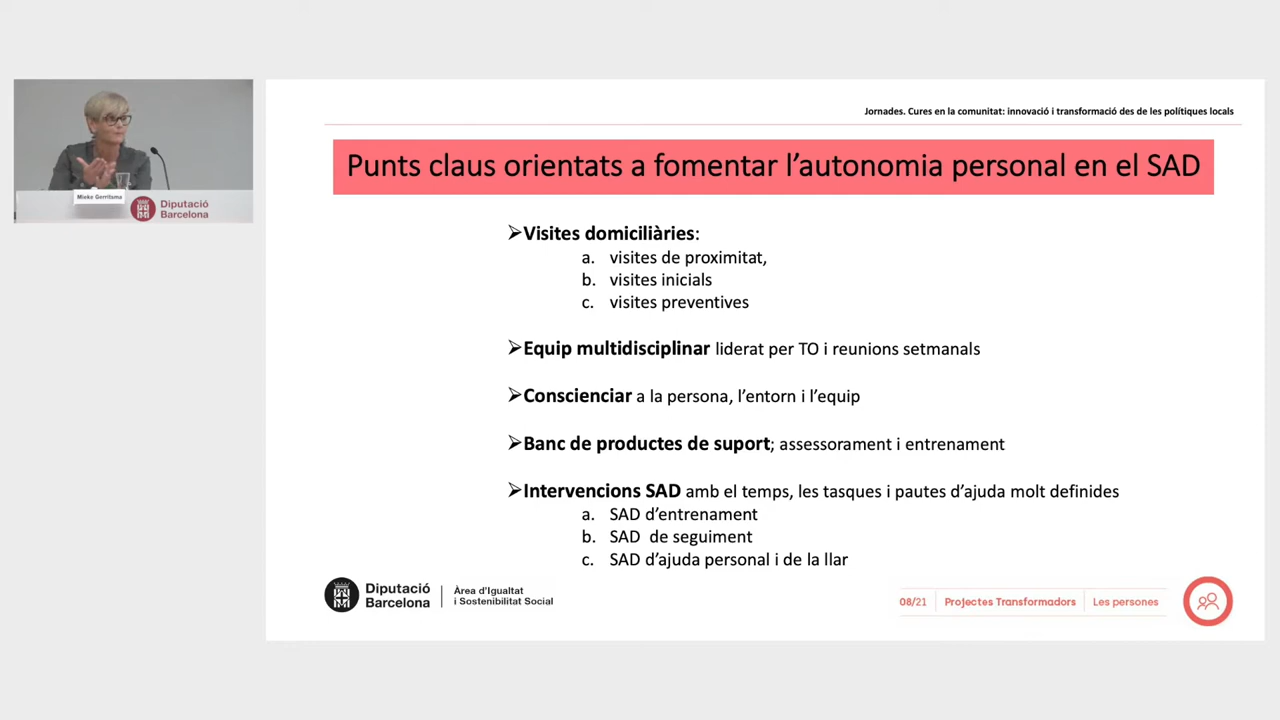 Mieke Gerritsma
Diputació
Barcelona
Jornades. Cures en la comunitat: innovació i transformació des de les polítiques locals
Punts claus orientats a fomentar l’autonomia personal en el SAD
➢Visites domiciliàries:
a. visites de proximitat,
b. visites inicials
c. visites preventives
➢Equip multidisciplinar liderat per TO i reunions setmanals
➢Conscienciar a la persona, l’entorn i l’equip
➢Banc de productes de suport; assessorament i entrenament
➢Intervencions SAD amb el temps, les tasques i pautes d’ajuda molt definides
a. SAD d’entrenament
b. SAD de seguiment
c. SAD d’ajuda personal i de la llar
Diputació
Barcelona
Àrea d’Igualtat
i Sostenibilitat Social
08/21 Projectes Transformadors Les persones